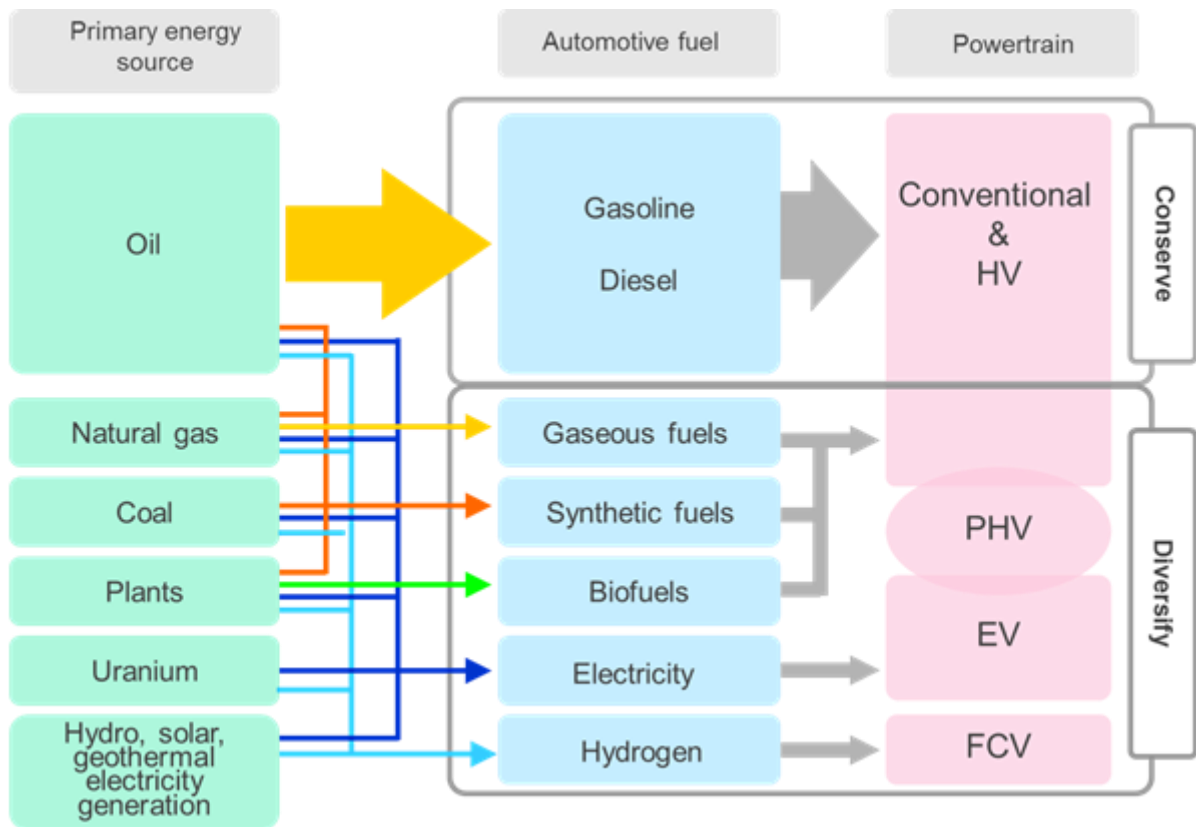 Primary energy
source
Automotive fuel
Powertrain
Oil
Gasoline
Diesel
Conventional
&
HV
Conserve
Natural gas
Gaseous fuels
Coal
Synthetic fuels
PHV
Plants
Biofuels
EV
Diversify
Uranium
Electricity
Hydro, solar,
geothermal
electricity
generation
Hydrogen
FCV